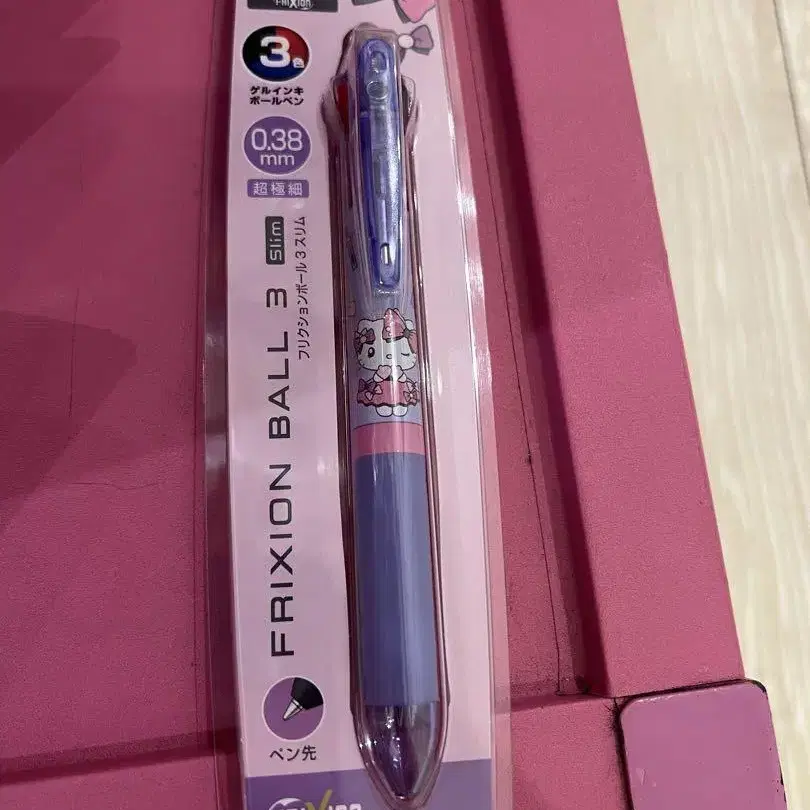 FRIXION
3色
ゲルインキ
ボールペン
0.38
mm
超極細
FRIXION BALL 3 Slim
フリクションボール3スリム
ペン先